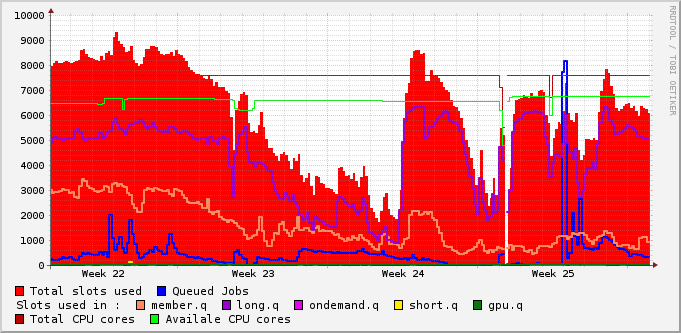 10000
9000
8000
7000
6000
5000
4000
3000
2000
1000
0
Week 22 Week 23 Week 24 Week 25
Total slots used Queued Jobs
Slots used in : member.q long.q ondemand.q short.q gpu.q
Total CPU cores Availale CPU cores
RRDTOOL / TOBI OETIKER